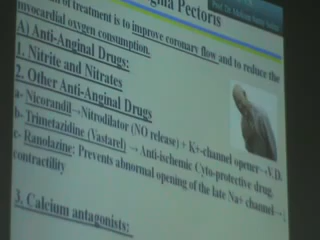 Angina Pectoris
of treatment is to improve coronary flow and to reduce the
myocardial oxygen consumption.
A) Anti-Anginal Drugs:
1. Nitrite and Nitrates
2. Other Anti-Anginal Drugs
a- Nicorandil→Nitrodilator (NO release) + K+-channel opener→V.D.
b- Trimetazidine (Vastarel) → Anti-ischemic Cyto-protective drug.
c- Ranolazine: Prevents abnormal opening of the late Na+ channel→↓
contractility
3. Calcium antagonists: